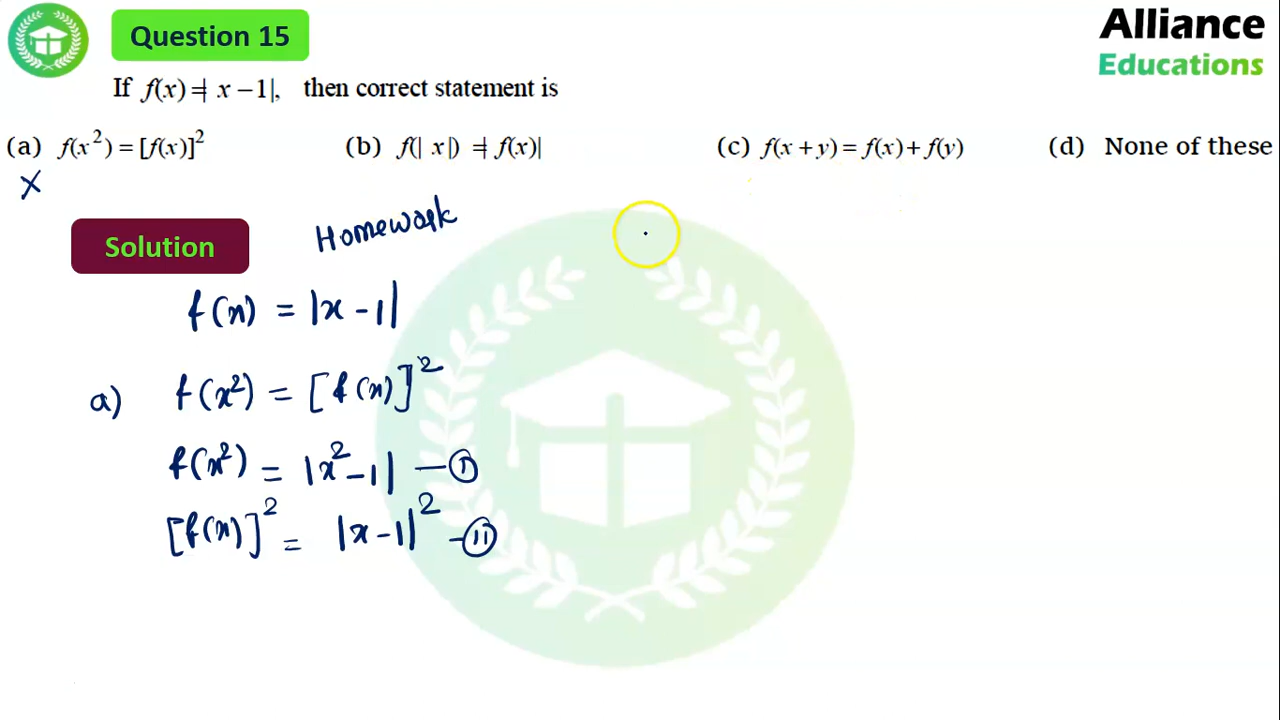 Question 15
Alliance
Educations
If f(x)=| x −1|, then correct statement is
(a) f(x²) = [f(x)]² (b) f(| x|) =| f(x)| (c) f(x + y) = f(x) + f(y) (d) None of these
X
Homework
Solution
f(x) = |x - 1|
a) f(x²) = [f(x)]²
f(x²) = |x² - 1| — Ⓘ
[f(x)]² = |x - 1|² — ⑪